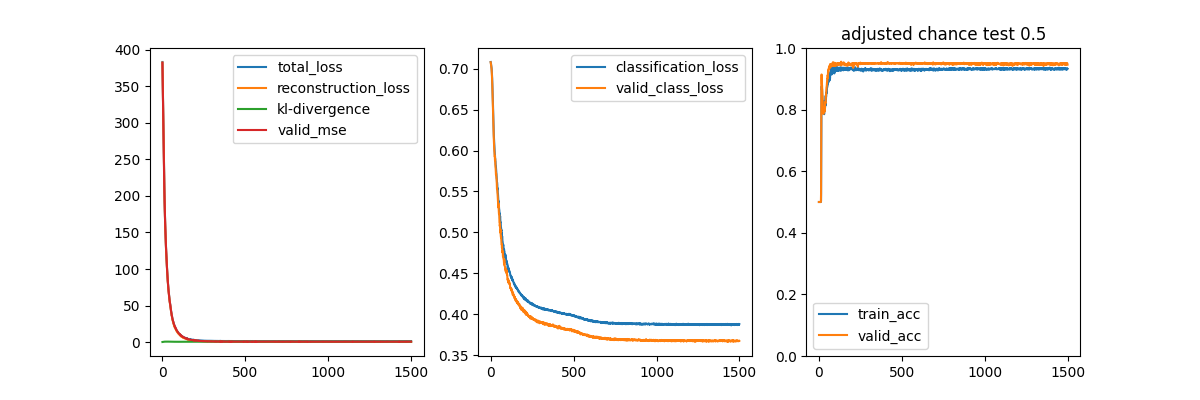 400
350
300
250
200
150
100
50
0
0 500 1000 1500
total_loss
reconstruction_loss
kl-divergence
valid_mse
0.70
0.65
0.60
0.55
0.50
0.45
0.40
0.35
0 500 1000 1500
classification_loss
valid_class_loss
adjusted chance test 0.5
1.0
0.8
0.6
0.4
0.2
0.0
0 500 1000 1500
train_acc
valid_acc